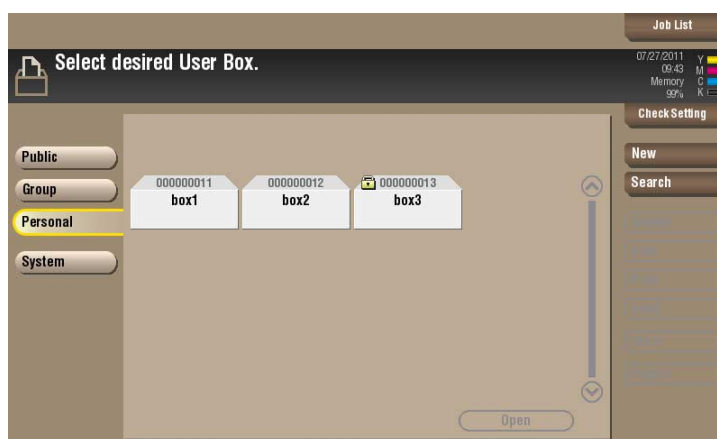 Job List
Select desired User Box.
07/27/2011
09:43
Memory
99%
Y
M
C
K
Check Setting
Public
New
Group
Search
000000011
box1
000000012
box2
000000013
box3
Personal
System
Open